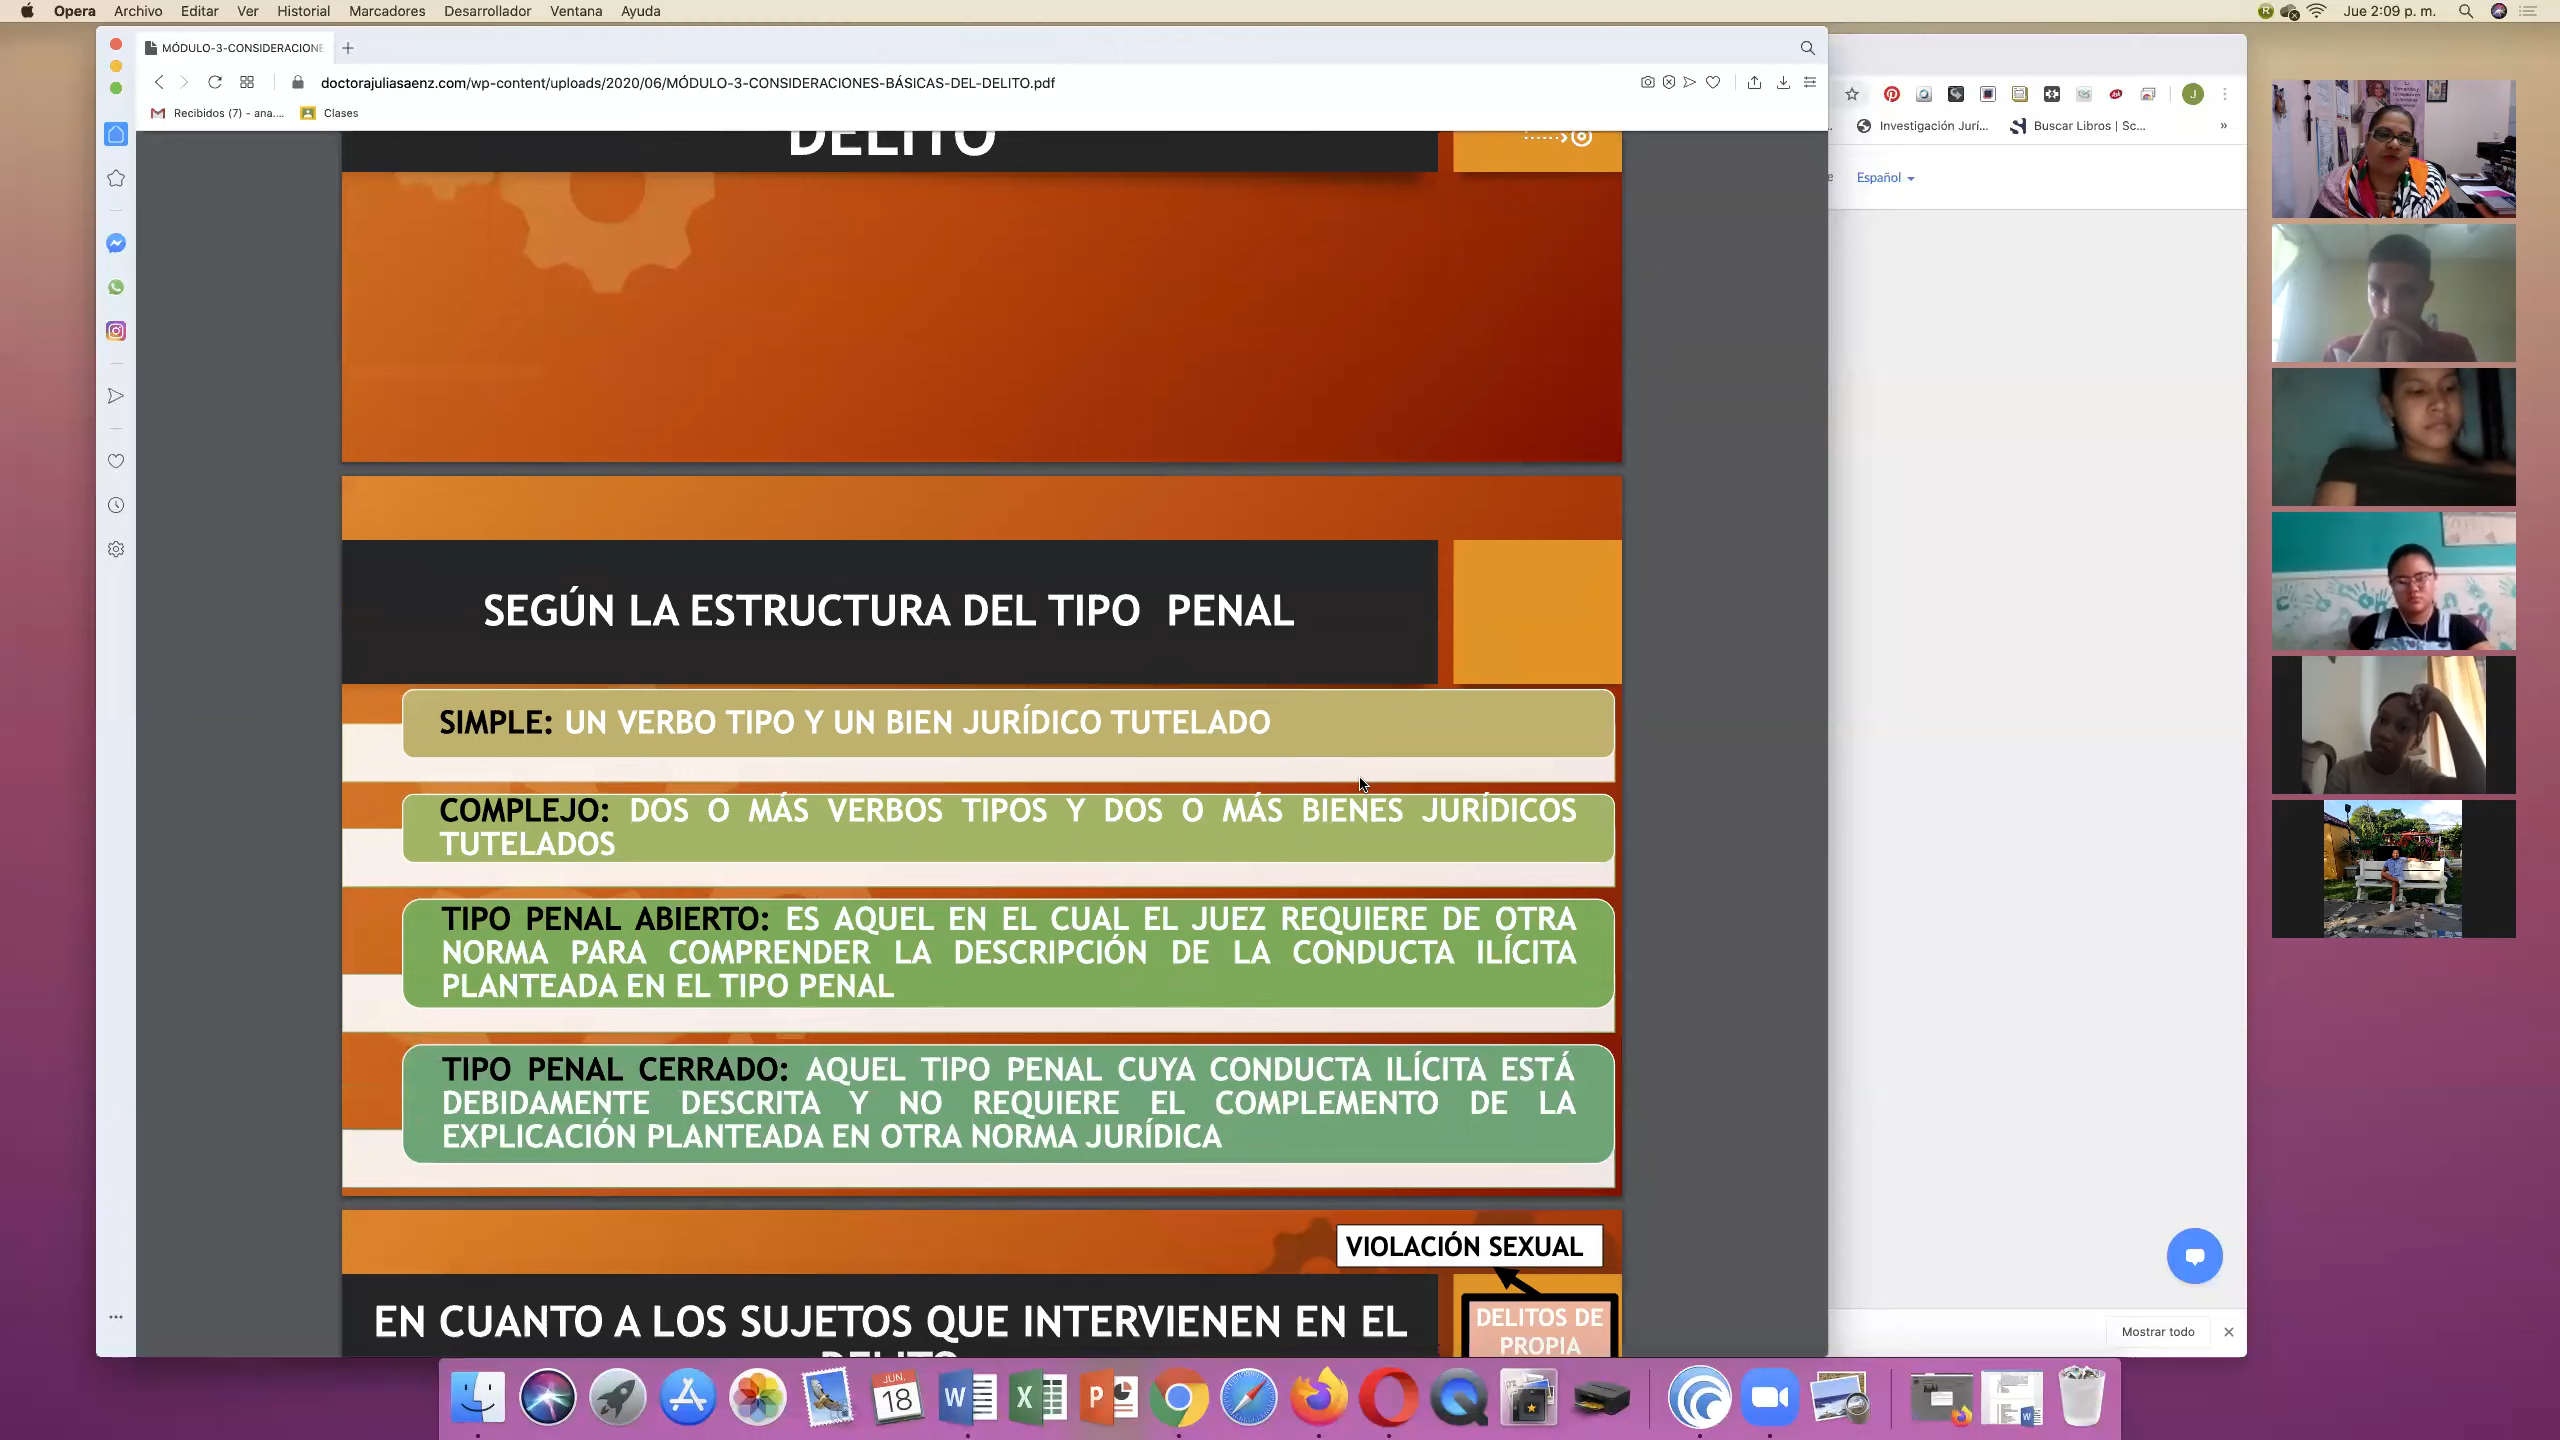 Opera Archivo Editar Ver Historial Marcadores Desarrollador Ventana Ayuda
Jue 2:09 p. m.
MÓDULO-3-CONSIDERACIONE
doctorajuliasaenz.com/wp-content/uploads/2020/06/MÓDULO-3-CONSIDERACIONES-BÁSICAS-DEL-DELITO.pdf
Recibidos (7) - ana.... Clases
J
Investigación Jurí... Buscar Libros | Sc... »
Español
DELITO
SEGÚN LA ESTRUCTURA DEL TIPO PENAL
SIMPLE: UN VERBO TIPO Y UN BIEN JURÍDICO TUTELADO
COMPLEJO: DOS O MÁS VERBOS TIPOS Y DOS O MÁS BIENES JURÍDICOS
TUTELADOS
TIPO PENAL ABIERTO: ES AQUEL EN EL CUAL EL JUEZ REQUIERE DE OTRA
NORMA PARA COMPRENDER LA DESCRIPCIÓN DE LA CONDUCTA ILÍCITA
PLANTEADA EN EL TIPO PENAL
TIPO PENAL CERRADO: AQUEL TIPO PENAL CUYA CONDUCTA ILÍCITA ESTÁ
DEBIDAMENTE DESCRITA Y NO REQUIERE EL COMPLEMENTO DE LA
EXPLICACIÓN PLANTEADA EN OTRA NORMA JURÍDICA
VIOLACIÓN SEXUAL
EN CUANTO A LOS SUJETOS QUE INTERVIENEN EN EL
DELITO
DELITOS DE
PROPIA
Mostrar todo
JUN.
18
W
X
P